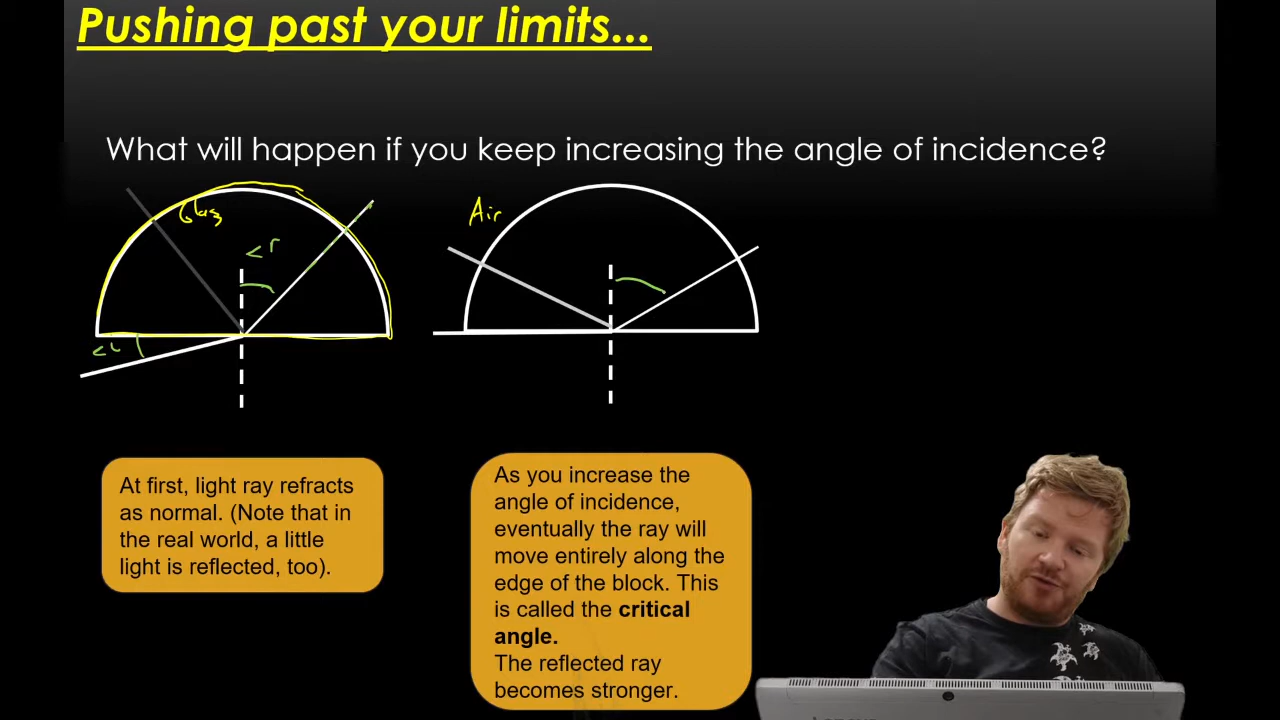 Pushing past your limits...
What will happen if you keep increasing the angle of incidence?
Air
<r
<i
At first, light ray refracts
as normal. (Note that in
the real world, a little
light is reflected, too).
As you increase the
angle of incidence,
eventually the ray will
move entirely along the
edge of the block. This
is called the critical
angle.
The reflected ray
becomes stronger.